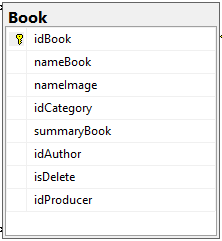 Book
idBook
nameBook
nameImage
idCategory
summaryBook
idAuthor
isDelete
idProducer